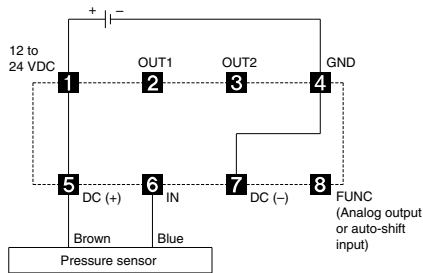 + −
12 to
24 VDC
OUT1
OUT2
GND
1 2 3 4
5 6 7 8
DC (+)
IN
DC (−)
FUNC
(Analog output
or auto-shift
input)
Brown
Blue
Pressure sensor